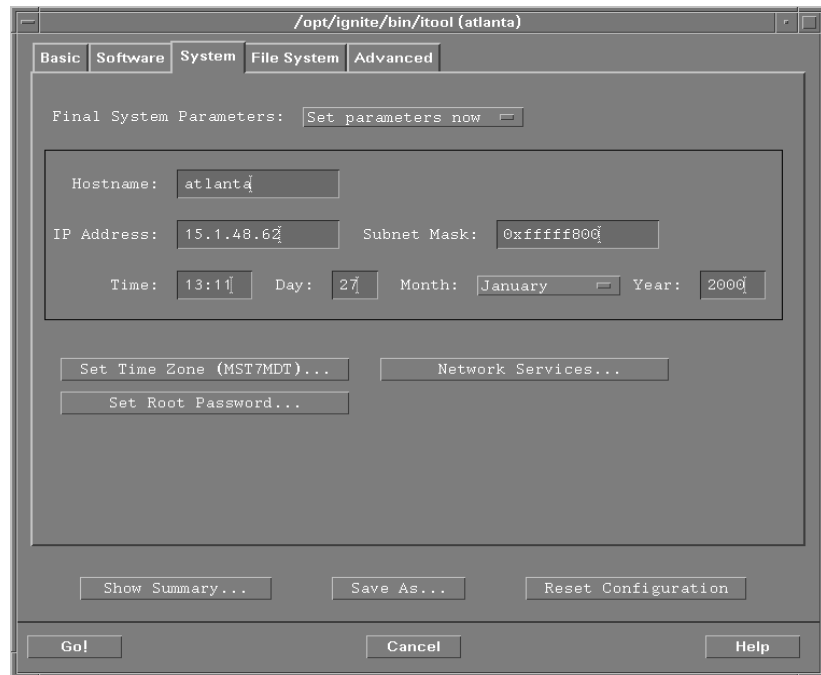 /opt/ignite/bin/itool (atlanta)
Basic Software System File System Advanced
Final System Parameters: Set parameters now
Hostname: atlanta
IP Address: 15.1.48.62 Subnet Mask: 0xfffff800
Time: 13:11 Day: 27 Month: January Year: 2000
Set Time Zone (MST7MDT)... Network Services...
Set Root Password...
Show Summary... Save As... Reset Configuration
Go! Cancel Help